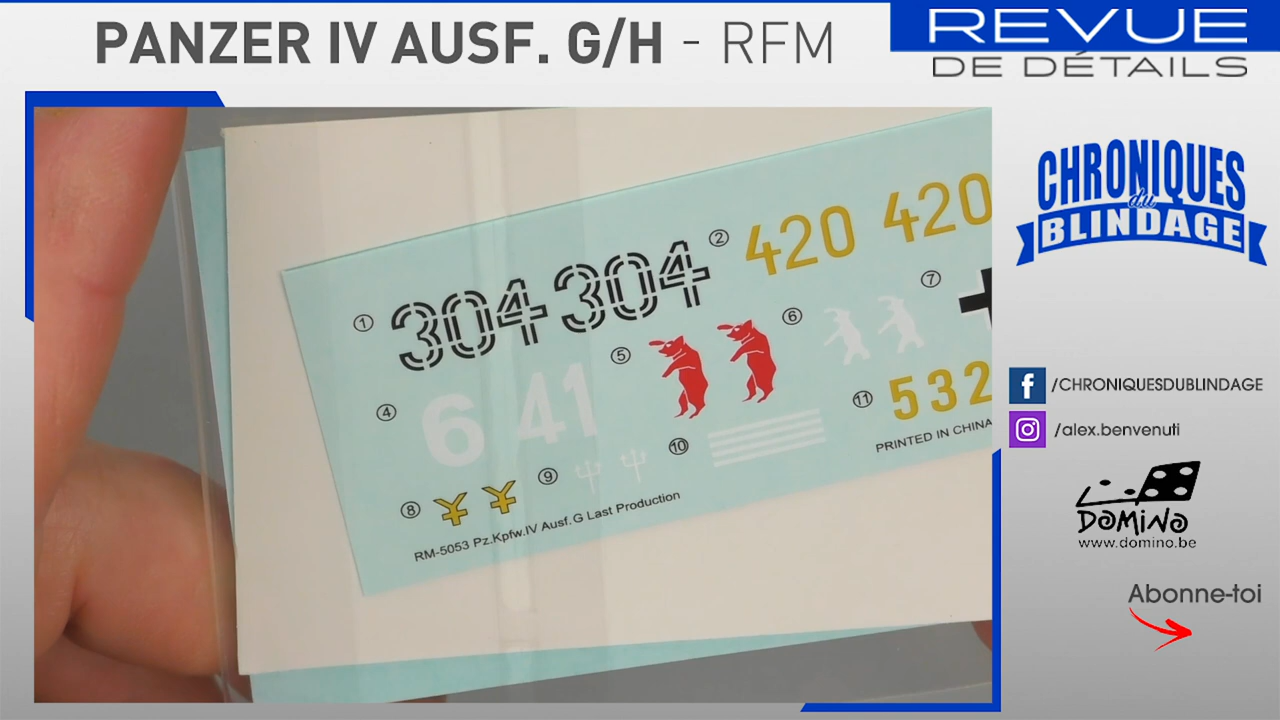 PANZER IV AUSF. G/H - RFM
REVUE
DE DÉTAILS
CHRONIQUES
du
BLINDAGE
① 304 304 ② 420 420
④ 6 41 ⑤ ⑥ ⑦
⑧ ⑨ ⑩ ⑪ 532
PRINTED IN CHINA
RM-5053 Pz.Kpfw.IV Ausf.G Last Production
/CHRONIQUESDUBLINDAGE
/alex.benvenuti
DOMINO
www.domino.be
Abonne-toi